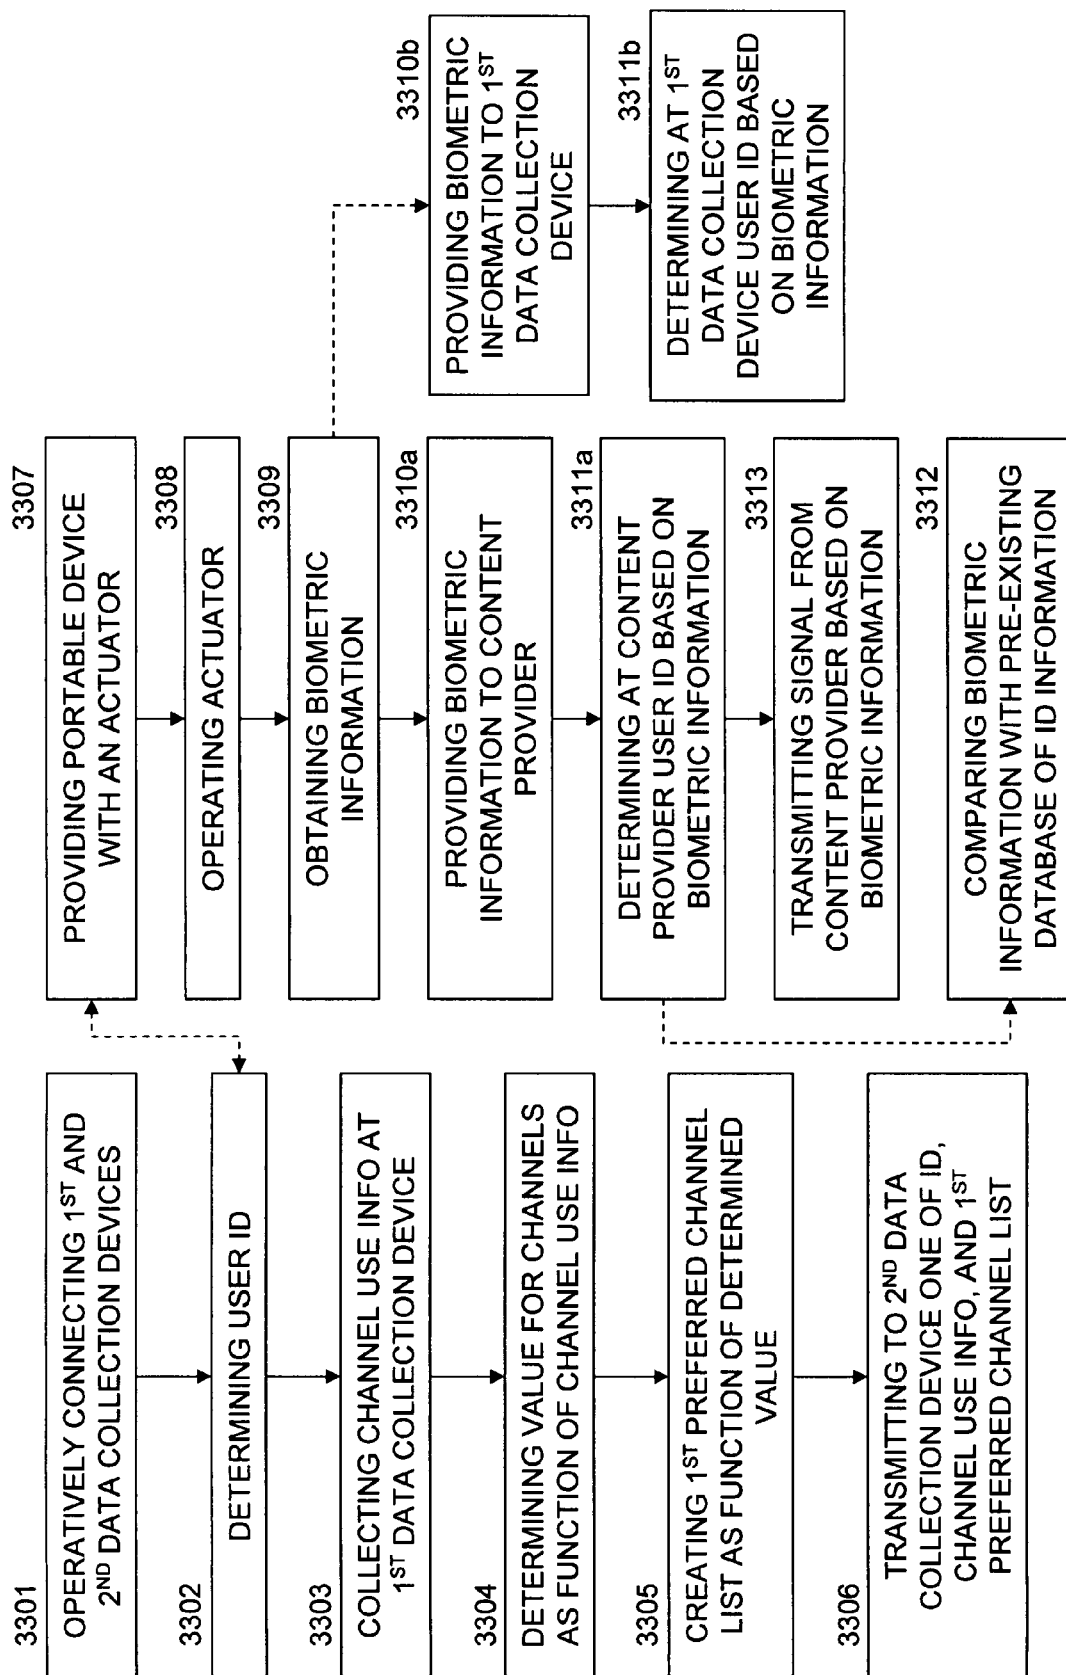 3301
OPERATIVELY CONNECTING 1ST AND
2ND DATA COLLECTION DEVICES
3302
DETERMINING USER ID
3303
COLLECTING CHANNEL USE INFO AT
1ST DATA COLLECTION DEVICE
3304
DETERMINING VALUE FOR CHANNELS
AS FUNCTION OF CHANNEL USE INFO
3305
CREATING 1ST PREFERRED CHANNEL
LIST AS FUNCTION OF DETERMINED
VALUE
3306
TRANSMITTING TO 2ND DATA
COLLECTION DEVICE ONE OF ID,
CHANNEL USE INFO, AND 1ST
PREFERRED CHANNEL LIST
3307
PROVIDING PORTABLE DEVICE
WITH AN ACTUATOR
3308
OPERATING ACTUATOR
3309
OBTAINING BIOMETRIC
INFORMATION
3310a
PROVIDING BIOMETRIC
INFORMATION TO CONTENT
PROVIDER
3311a
DETERMINING AT CONTENT
PROVIDER USER ID BASED ON
BIOMETRIC INFORMATION
3313
TRANSMITTING SIGNAL FROM
CONTENT PROVIDER BASED ON
BIOMETRIC INFORMATION
3312
COMPARING BIOMETRIC
INFORMATION WITH PRE-EXISTING
DATABASE OF ID INFORMATION
3310b
PROVIDING BIOMETRIC
INFORMATION TO 1ST
DATA COLLECTION
DEVICE
3311b
DETERMINING AT 1ST
DATA COLLECTION
DEVICE USER ID BASED
ON BIOMETRIC
INFORMATION